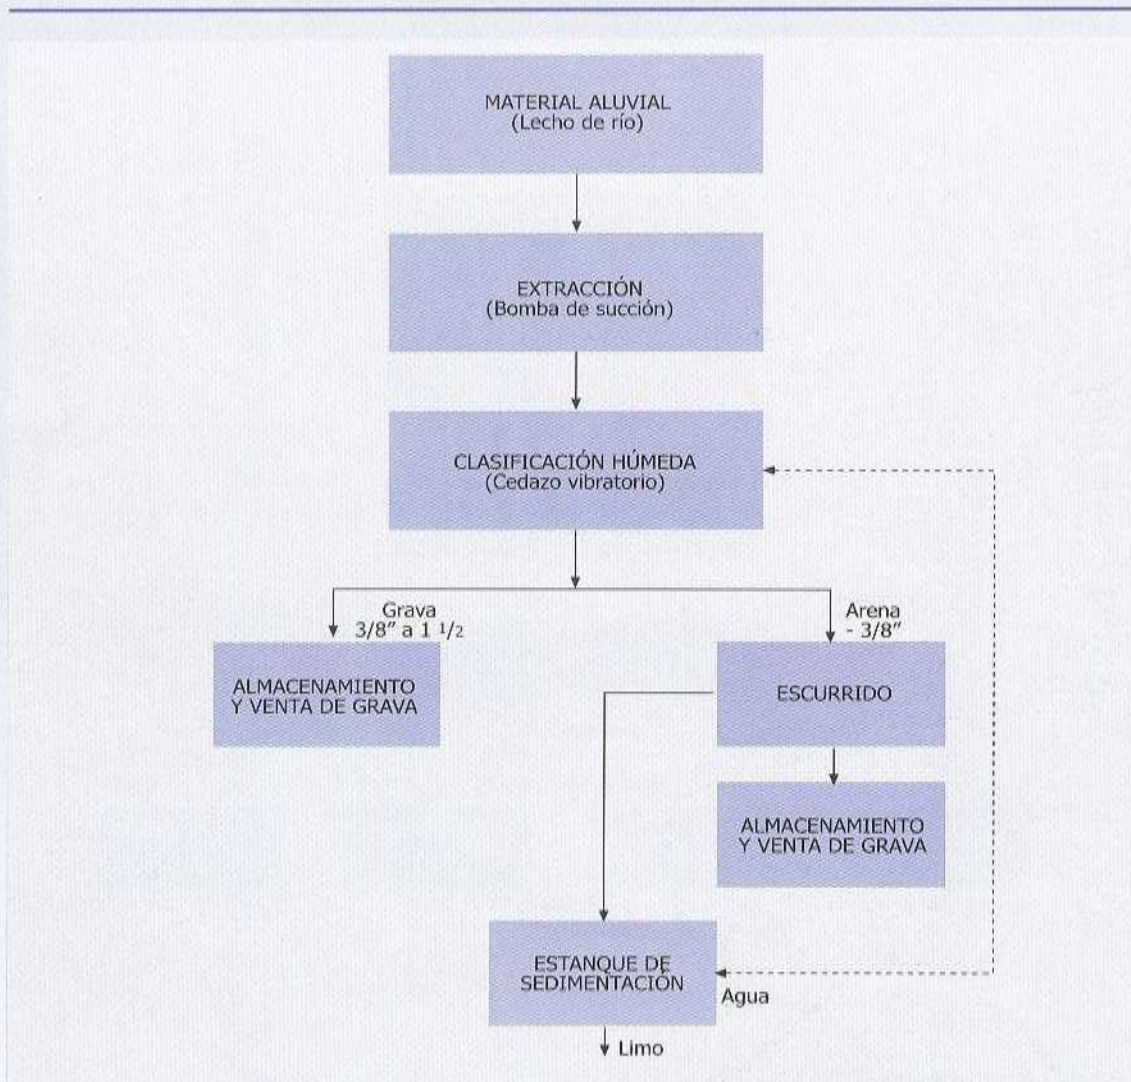 MATERIAL ALUVIAL
(Lecho de río)
EXTRACCIÓN
(Bomba de succión)
CLASIFICACIÓN HÚMEDA
(Cedazo vibratorio)
Grava
3/8” a 1 1/2
Arena
- 3/8”
ALMACENAMIENTO
Y VENTA DE GRAVA
ESCURRIDO
ALMACENAMIENTO
Y VENTA DE GRAVA
ESTANQUE DE
SEDIMENTACIÓN
Agua
Limo